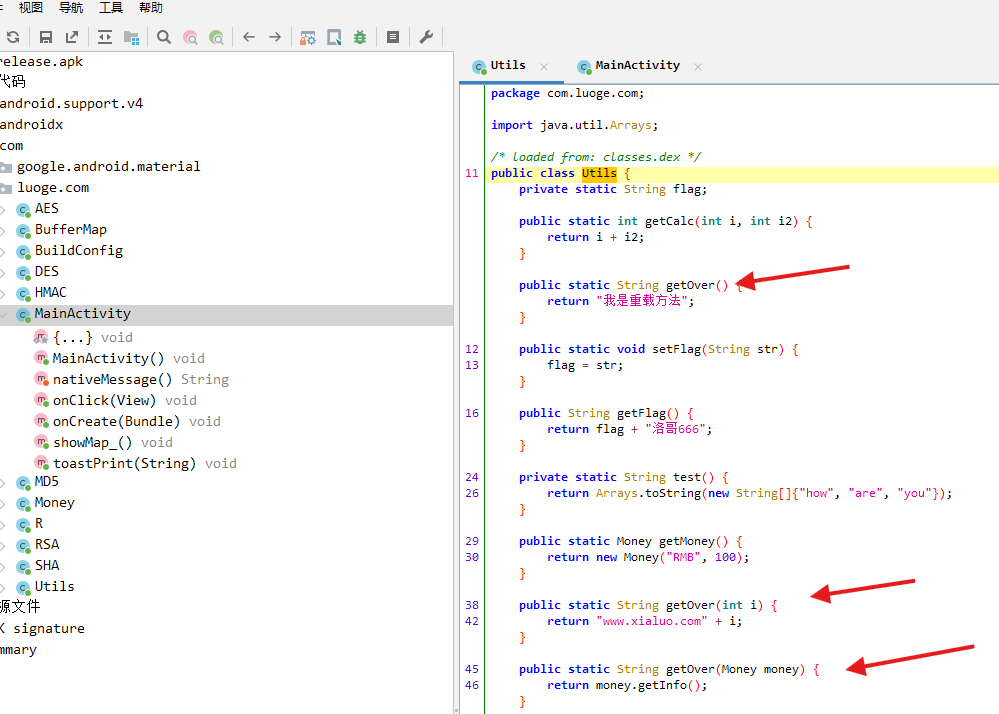 视图 导航 工具 帮助
release.apk
代码
android.support.v4
androidx
com
google.android.material
luoge.com
AES
BufferMap
BuildConfig
DES
HMAC
MainActivity
{...} void
MainActivity() void
nativeMessage() String
onClick(View) void
onCreate(Bundle) void
showMap_() void
toastPrint(String) void
MD5
Money
R
RSA
SHA
Utils
源文件
K signature
mmary
Utils MainActivity
package com.luoge.com;
import java.util.Arrays;
/* loaded from: classes.dex */
11 public class Utils {
private static String flag;
public static int getCalc(int i, int i2) {
return i + i2;
}
public static String getOver() {
return "我是重载方法";
}
12 public static void setFlag(String str) {
13 flag = str;
}
16 public String getFlag() {
return flag + "洛哥666";
}
24 private static String test() {
26 return Arrays.toString(new String[]{"how", "are", "you"});
}
29 public static Money getMoney() {
30 return new Money("RMB", 100);
}
38 public static String getOver(int i) {
42 return "www.xialuo.com" + i;
}
45 public static String getOver(Money money) {
46 return money.getInfo();
}